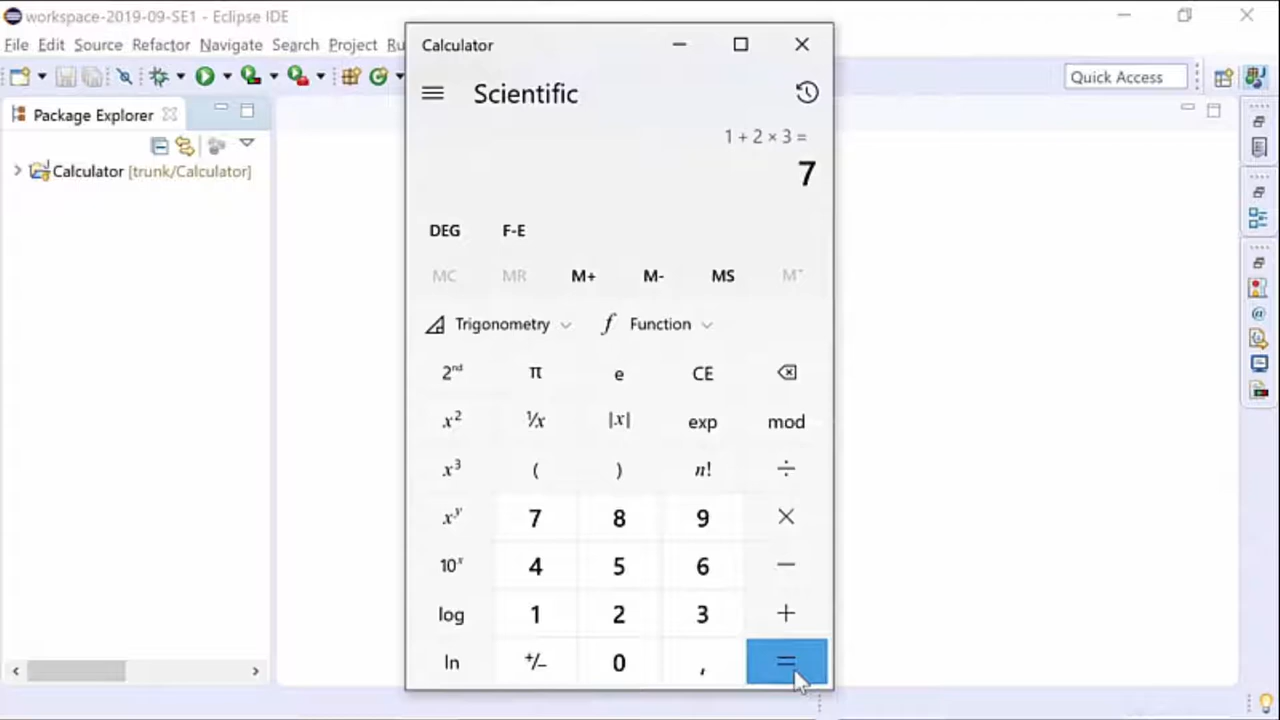 workspace-2019-09-SE1 - Eclipse IDE
File Edit Source Refactor Navigate Search Project
Quick Access
Package Explorer
Calculator [trunk/Calculator]
Calculator
Scientific
1 + 2 × 3 =
7
DEG F-E
MC MR M+ M- MS
Trigonometry f Function
2nd π e CE
x2 1/x |x| exp mod
x3 ( ) n! ÷
xy 7 8 9 ×
10x 4 5 6 −
log 1 2 3 +
ln +/− 0 , =